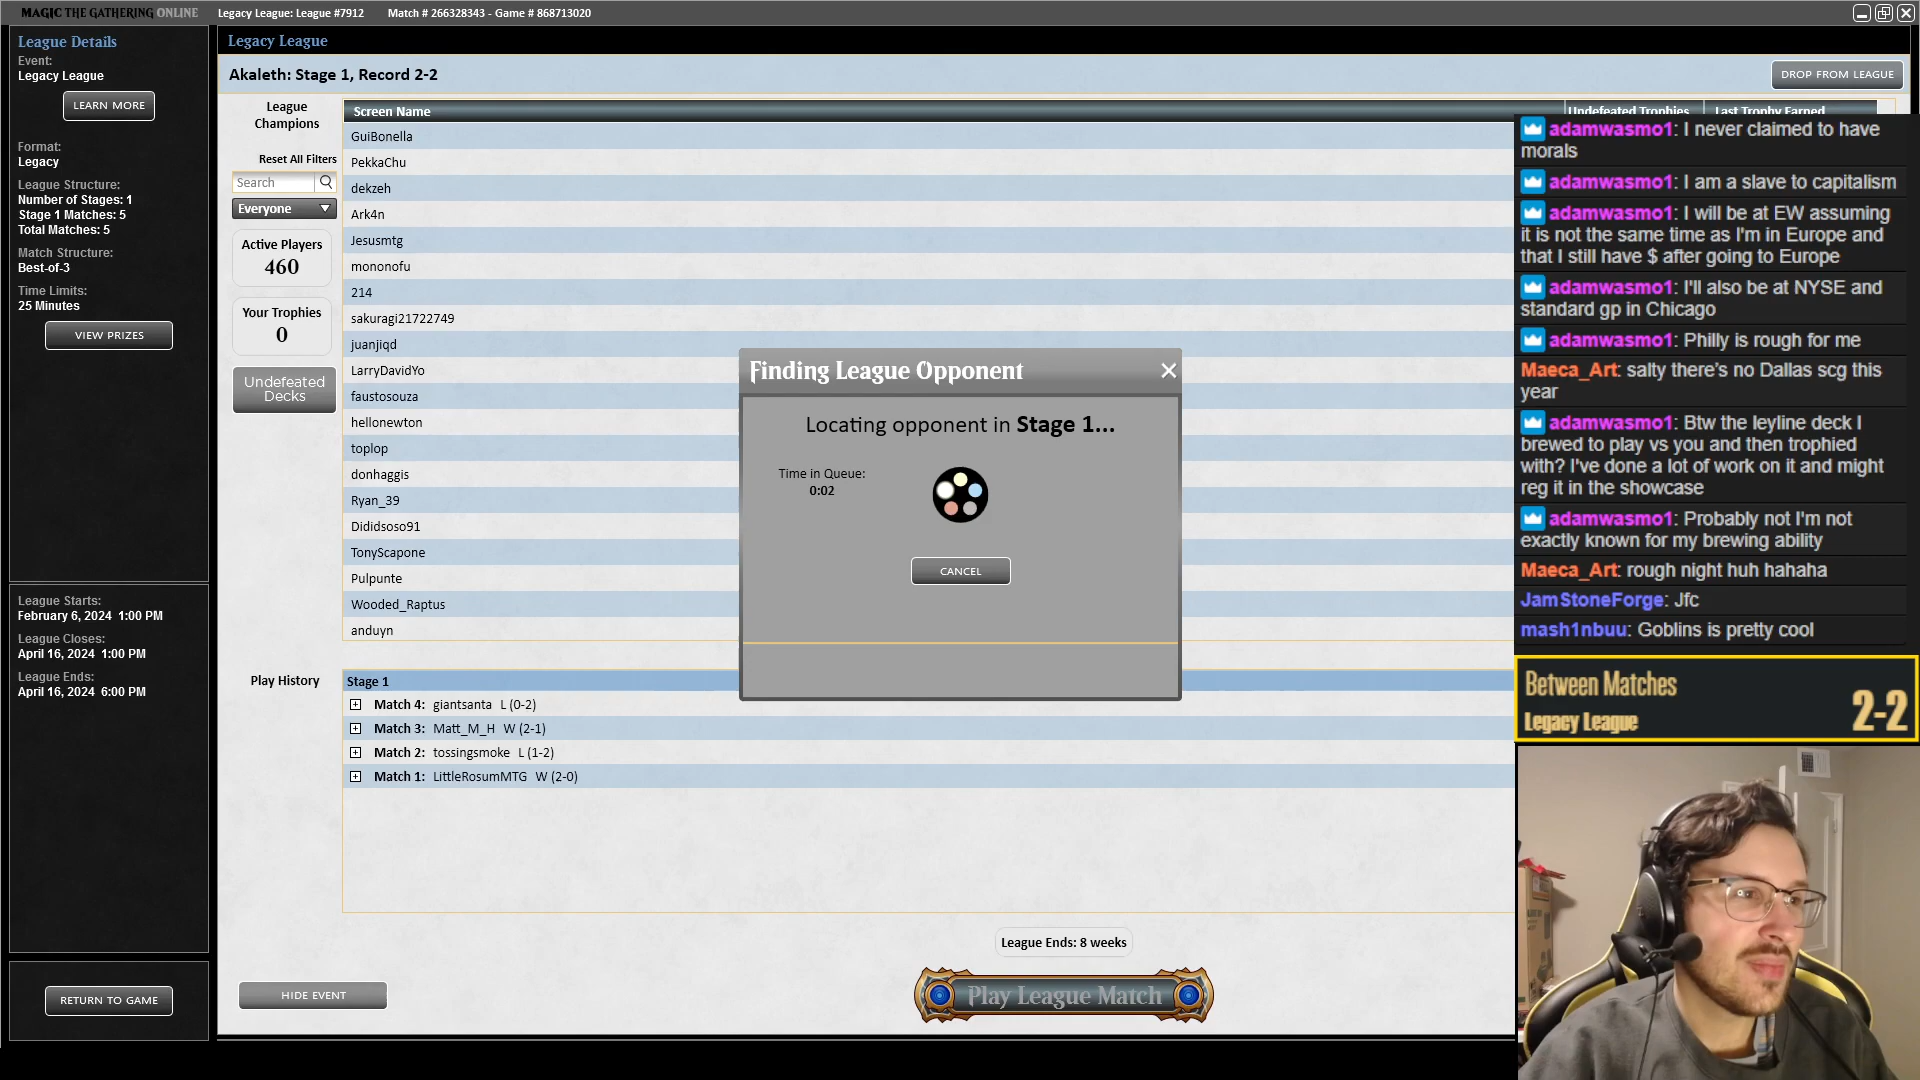 MAGIC THE GATHERING ONLINE
Legacy League: League #7912
Match # 266328343 - Game # 868713020
League Details
Event:
Legacy League
LEARN MORE
Format:
Legacy
League Structure:
Number of Stages: 1
Stage 1 Matches: 5
Total Matches: 5
Match Structure:
Best-of-3
Time Limits:
25 Minutes
VIEW PRIZES
League Starts:
February 6, 2024 1:00 PM
League Closes:
April 16, 2024 1:00 PM
League Ends:
April 16, 2024 6:00 PM
RETURN TO GAME
Legacy League
Akaleth: Stage 1, Record 2-2
DROP FROM LEAGUE
League
Champions
Reset All Filters
Search
Everyone
Active Players
460
Your Trophies
0
Undefeated
Decks
Screen Name
Undefeated Trophies
Last Trophy Earned
GuiBonella
PekkaChu
dekzeh
Ark4n
Jesusmtg
mononofu
214
sakuragi21722749
juanjiqd
LarryDavidYo
faustosouza
hellonewton
toplop
donhaggis
Ryan_39
Dididsoso91
TonyScapone
Pulpunte
Wooded_Raptus
anduyn
Finding League Opponent
Locating opponent in Stage 1...
Time in Queue:
0:02
CANCEL
Play History
Stage 1
Match 4: giantsanta L (0-2)
Match 3: Matt_M_H W (2-1)
Match 2: tossingsmoke L (1-2)
Match 1: LittleRosumMTG W (2-0)
League Ends: 8 weeks
HIDE EVENT
Play League Match
adamwasmo1: I never claimed to have
morals
adamwasmo1: I am a slave to capitalism
adamwasmo1: I will be at EW assuming
it is not the same time as I'm in Europe and
that I still have $ after going to Europe
adamwasmo1: I'll also be at NYSE and
standard gp in Chicago
adamwasmo1: Philly is rough for me
Maeca_Art: salty there's no Dallas scg this
year
adamwasmo1: Btw the leyline deck I
brewed to play vs you and then trophied
with? I've done a lot of work on it and might
reg it in the showcase
adamwasmo1: Probably not I'm not
exactly known for my brewing ability
Maeca_Art: rough night huh hahaha
JamStoneForge: Jfc
mash1nbuu: Goblins is pretty cool
Between Matches
Legacy League
2-2